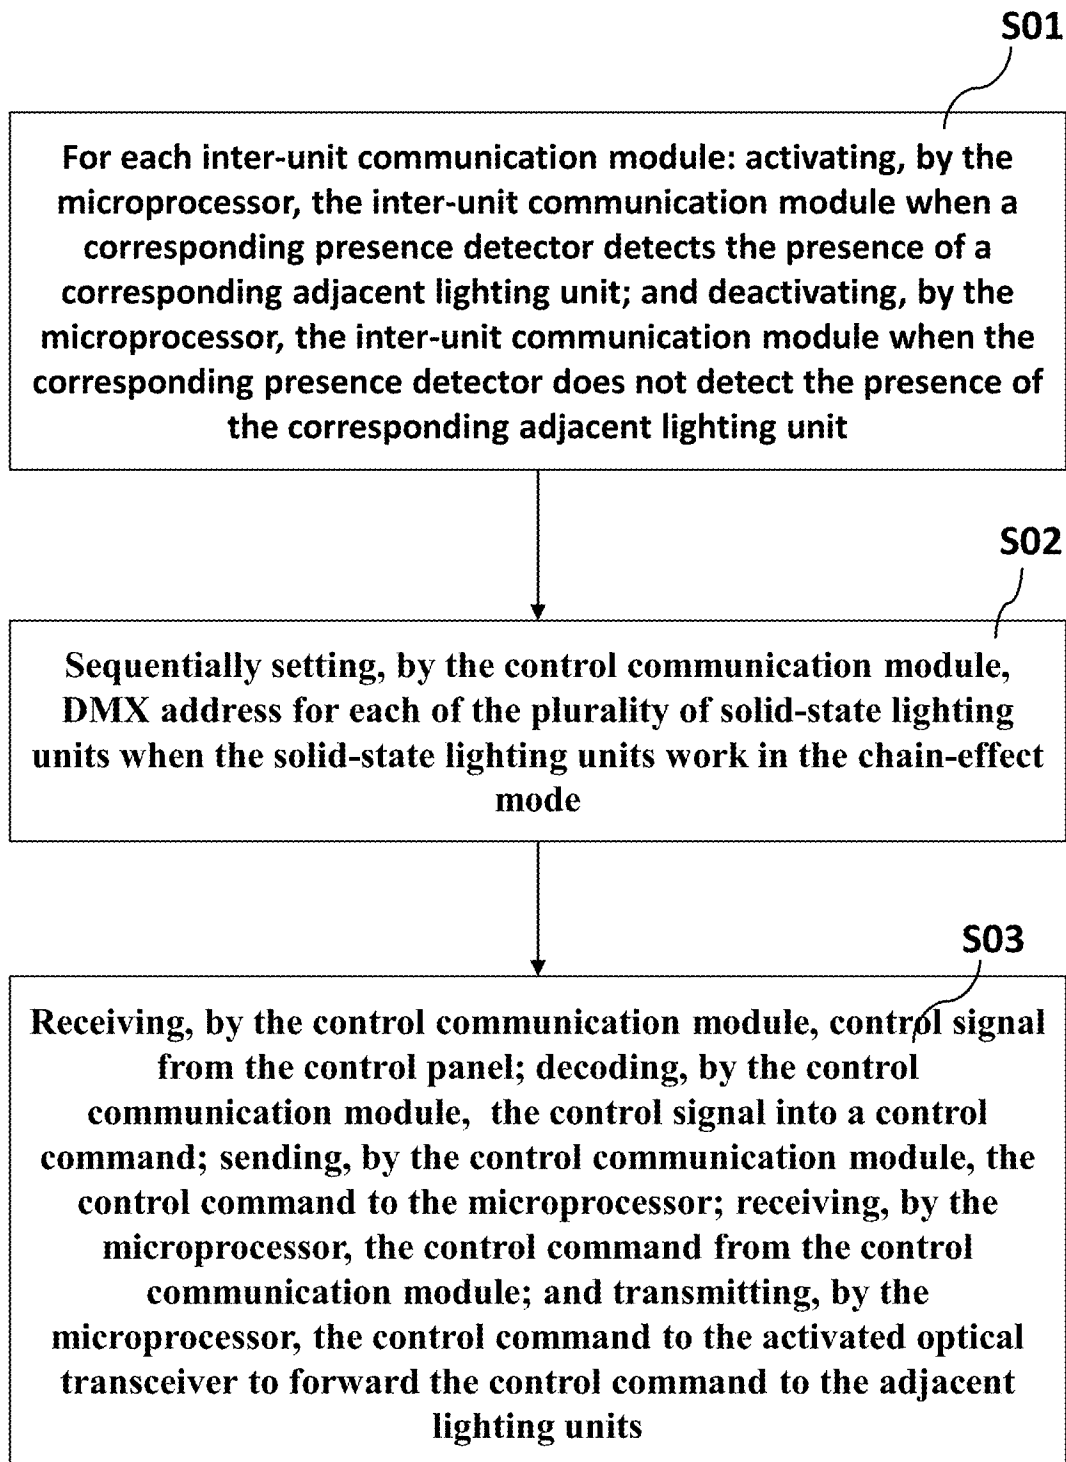 S01
For each inter-unit communication module: activating, by the
microprocessor, the inter-unit communication module when a
corresponding presence detector detects the presence of a
corresponding adjacent lighting unit; and deactivating, by the
microprocessor, the inter-unit communication module when the
corresponding presence detector does not detect the presence of
the corresponding adjacent lighting unit
S02
Sequentially setting, by the control communication module,
DMX address for each of the plurality of solid-state lighting
units when the solid-state lighting units work in the chain-effect
mode
S03
Receiving, by the control communication module, control signal
from the control panel; decoding, by the control
communication module, the control signal into a control
command; sending, by the control communication module, the
control command to the microprocessor; receiving, by the
microprocessor, the control command from the control
communication module; and transmitting, by the
microprocessor, the control command to the activated optical
transceiver to forward the control command to the adjacent
lighting units